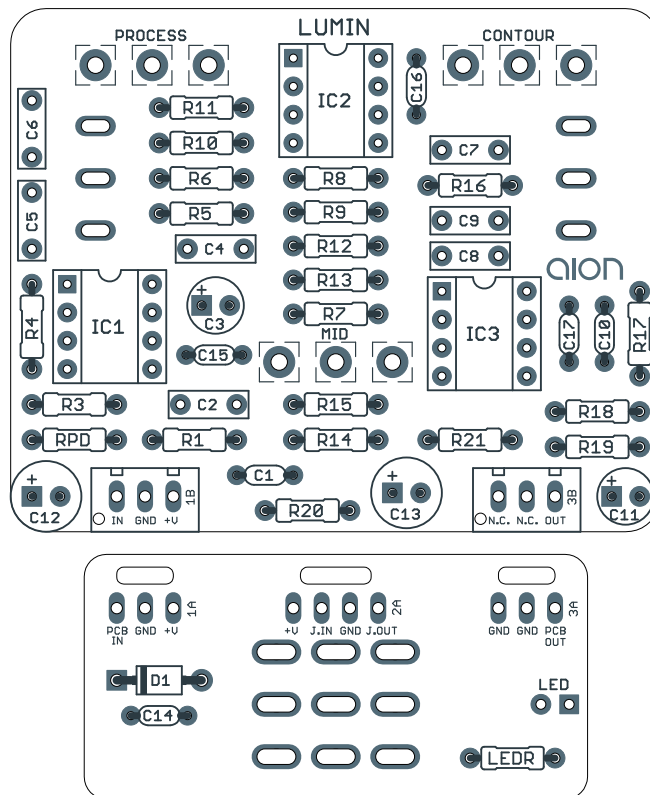 LUMIN
PROCESS
CONTOUR
C16
IC2
R11
C6
R10
C7
R6
R8
R16
R5
R9
C5
C9
C4
R12
C8
aion
R13
C3
R4
IC1
R7
IC3
C17
C10
R17
MID
C15
R3
C2
R15
R18
RPD
R1
R14
R21
R19
C1
C12
1B
IN GND +V
R20
C13
3B
N.C. N.C. OUT
C11
1A
2A
3A
PCB IN
GND
+V
+V
J.IN
GND
J.OUT
GND
GND
PCB OUT
D1
LED
C14
LEDR